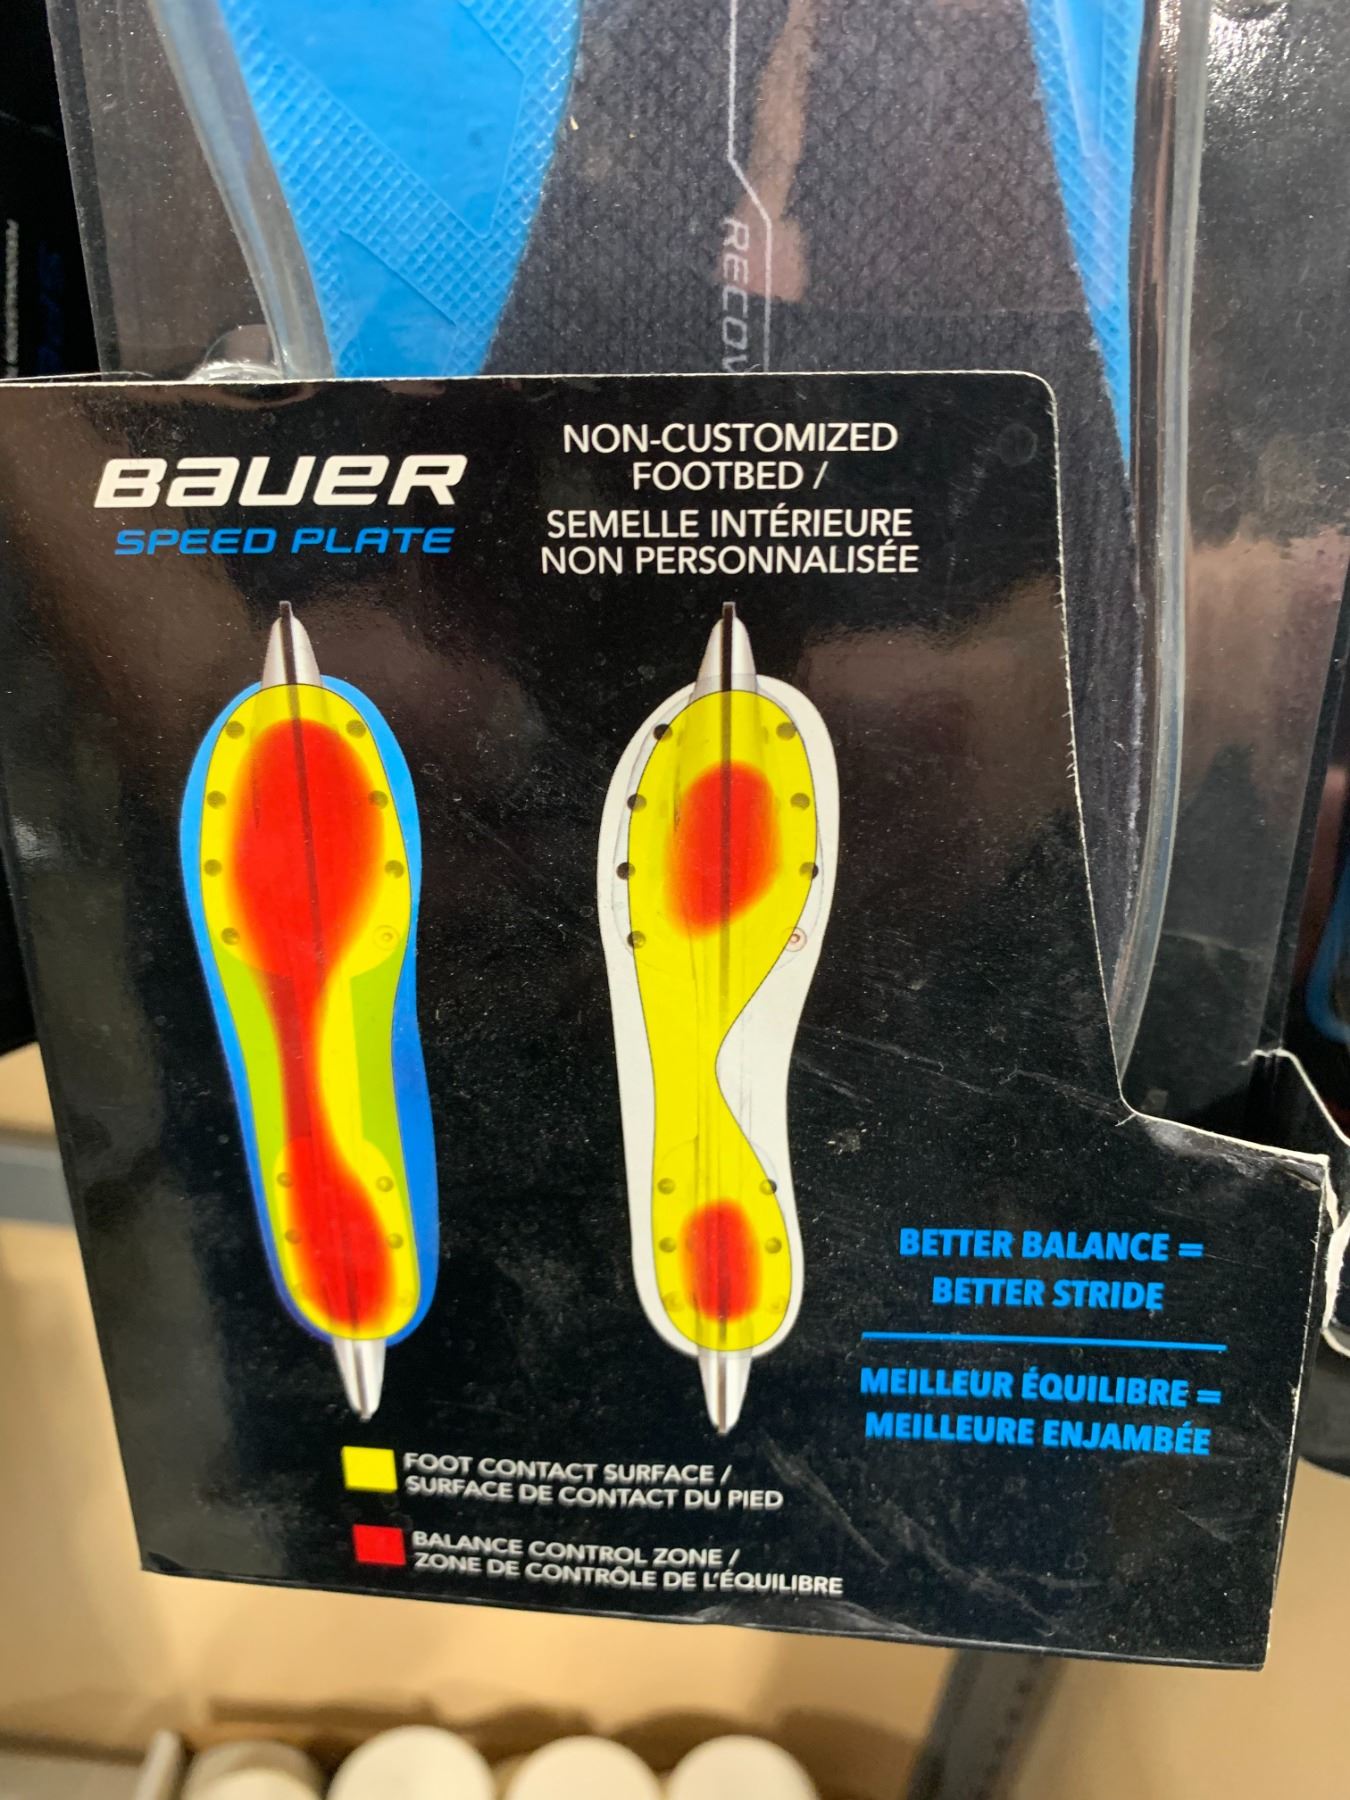 RECOV
BAUER
SPEED PLATE
NON-CUSTOMIZED
FOOTBED /
SEMELLE INTÉRIEURE
NON PERSONNALISÉE
BETTER BALANCE =
BETTER STRIDE
MEILLEUR ÉQUILIBRE =
MEILLEURE ENJAMBÉE
FOOT CONTACT SURFACE /
SURFACE DE CONTACT DU PIED
BALANCE CONTROL ZONE /
ZONE DE CONTRÔLE DE L'ÉQUILIBRE